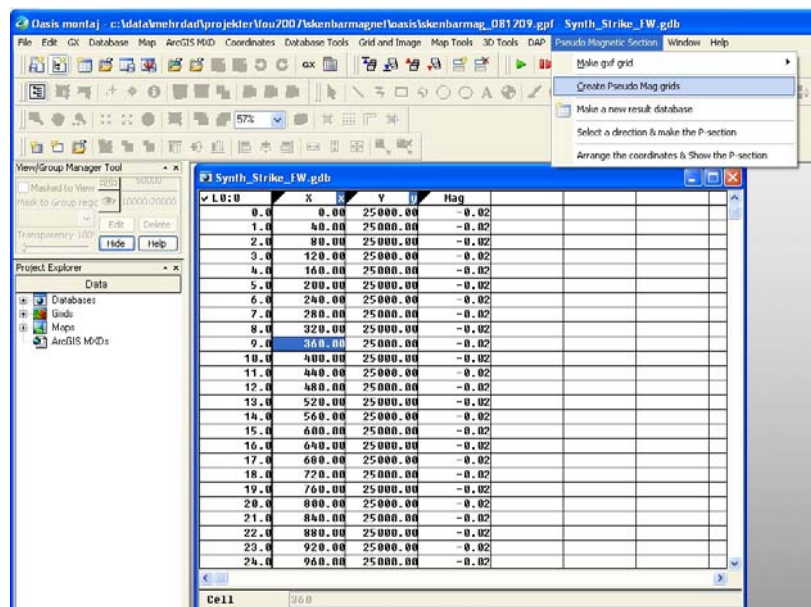 Oasis montaj - c:\data\mehrdad\projekter\fou2007\skenbarmagnet\oasis\skenbarmag_081209.gpf - Synth_Strike_EW.gdb
File Edit GX Database Map ArcGIS MXD Coordinates Database Tools Grid and Image Map Tools 3D Tools DAP Pseudo Magnetic Section Window Help
Make gxf grid
Create Pseudo Mag grids
Make a new result database
Select a direction & make the P-section
Arrange the coordinates & Show the P-section
GX
57%
View/Group Manager Tool
Masked to View 50000
Mask to Group regic 10000:20000
Edit Delete
Transparency 100%
Hide Help
Project Explorer
Data
Databases
Grids
Maps
ArcGIS MXDs
Synth_Strike_EW.gdb
L0:0 X x Y y Mag
0.0 0.00 25000.00 -0.02
1.0 40.00 25000.00 -0.02
2.0 80.00 25000.00 -0.02
3.0 120.00 25000.00 -0.02
4.0 160.00 25000.00 -0.02
5.0 200.00 25000.00 -0.02
6.0 240.00 25000.00 -0.02
7.0 280.00 25000.00 -0.02
8.0 320.00 25000.00 -0.02
9.0 360.00 25000.00 -0.02
10.0 400.00 25000.00 -0.02
11.0 440.00 25000.00 -0.02
12.0 480.00 25000.00 -0.02
13.0 520.00 25000.00 -0.02
14.0 560.00 25000.00 -0.02
15.0 600.00 25000.00 -0.02
16.0 640.00 25000.00 -0.02
17.0 680.00 25000.00 -0.02
18.0 720.00 25000.00 -0.02
19.0 760.00 25000.00 -0.02
20.0 800.00 25000.00 -0.02
21.0 840.00 25000.00 -0.02
22.0 880.00 25000.00 -0.02
23.0 920.00 25000.00 -0.02
24.0 960.00 25000.00 -0.02
Cell 360